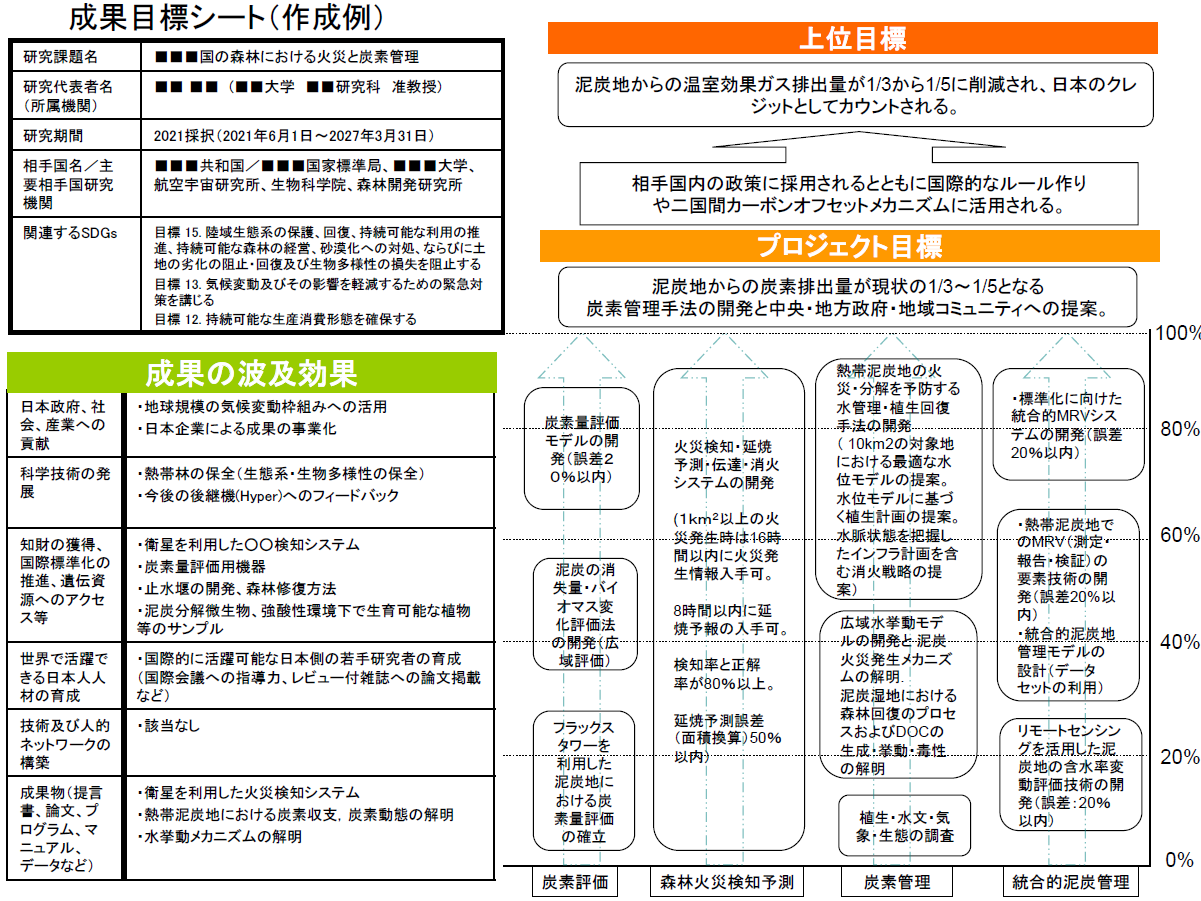 成果目標シート（作成例）
研究課題名
■■■国の森林における火災と炭素管理
研究代表者名
（所属機関）
■■ ■■ （■■大学　■■研究科　准教授）
研究期間
2021採択（2021年6月1日～2027年3月31日）
相手国名／主
要相手国研究
機関
■■■共和国／■■■国家標準局、■■■大学、
航空宇宙研究所、生物科学院、森林開発研究所
関連するSDGs
目標 15. 陸域生態系の保護、回復、持続可能な利用の推
進、持続可能な森林の経営、砂漠化への対処、ならびに土
地の劣化の阻止・回復及び生物多様性の損失を阻止する
目標 13. 気候変動及びその影響を軽減するための緊急対
策を講じる
目標 12. 持続可能な生産消費形態を確保する
成果の波及効果
日本政府、社
会、産業への
貢献
・地球規模の気候変動枠組みへの活用
・日本企業による成果の事業化
科学技術の発
展
・熱帯林の保全（生態系・生物多様性の保全）
・今後の後継機(Hyper)へのフィードバック
知財の獲得、
国際標準化の
推進、遺伝資
源へのアクセ
ス等
・衛星を利用した〇〇検知システム
・炭素量評価用機器
・止水堰の開発、森林修復方法
・泥炭分解微生物、強酸性環境下で生育可能な植物
等のサンプル
世界で活躍で
きる日本人人
材の育成
・国際的に活躍可能な日本側の若手研究者の育成
（国際会議への指導力、レビュー付雑誌への論文掲載
など）
技術及び人的
ネットワークの
構築
・該当なし
成果物（提言
書、論文、プ
ログラム、マ
ニュアル、
データなど）
・衛星を利用した火災検知システム
・熱帯泥炭地における炭素収支，炭素動態の解明
・水挙動メカニズムの解明
上位目標
泥炭地からの温室効果ガス排出量が1/3から1/5に削減され、日本のクレ
ジットとしてカウントされる。
相手国内の政策に採用されるとともに国際的なルール作り
や二国間カーボンオフセットメカニズムに活用される。
プロジェクト目標
泥炭地からの炭素排出量が現状の1/3～1/5となる
炭素管理手法の開発と中央・地方政府・地域コミュニティへの提案。
100%
80%
60%
40%
20%
0%
炭素量評価
モデルの開
発（誤差２
０％以内）
泥炭の消
失量・バイ
オマス変
化評価法
の開発（広
域評価）
フラックス
タワーを
利用した
泥炭地に
おける炭
素量評価
の確立
炭素評価
火災検知・延焼
予測・伝達・消火
システムの開発
（１ｋｍ²以上の火
災発生時は16時
間以内に火災発
生情報入手可。
8時間以内に延
焼予報の入手可。
検知率と正解
率が80%以上。
延焼予測誤差
（面積換算）50%
以内）
森林火災検知予測
熱帯泥炭地の火
災・分解を予防する
水管理・植生回復
手法の開発
（ 10km2の対象地
における最適な水
位モデルの提案。
水位モデルに基づ
く植生計画の提案。
水脈状態を把握し
たインフラ計画を含
む消火戦略の提
案）
広域水挙動モデ
ルの開発と 泥炭
火災発生メカニズ
ムの解明.
泥炭湿地における
森林回復のプロセ
スおよびDOCの
生成・挙動・毒性
の解明
植生・水文・気
象・生態の調査
炭素管理
・標準化に向けた
統合的MRVシス
テムの開発（誤差
20%以内）
・熱帯泥炭地で
のMRV（測定・
報告・検証）の
要素技術の開
発（誤差20%以
内）
・統合的泥炭地
管理モデルの
設計（データ
セットの利用）
リモートセンシン
グを活用した泥
炭地の含水率変
動評価技術の開
発（誤差：20%
以内）
統合的泥炭管理